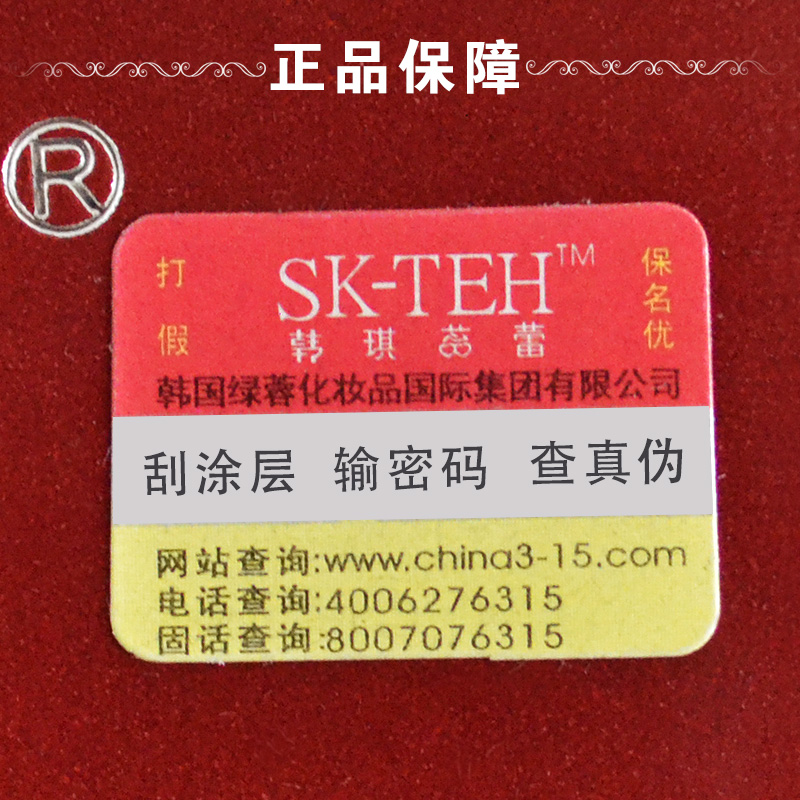 正品保障
®
打假
SK-TEH™
保名优
韩琪蕊蕾
韩国绿蓉化妆品国际集团有限公司
刮涂层 输密码 查真伪
网站查询:www.china3-15.com
电话查询:4006276315
固话查询:8007076315